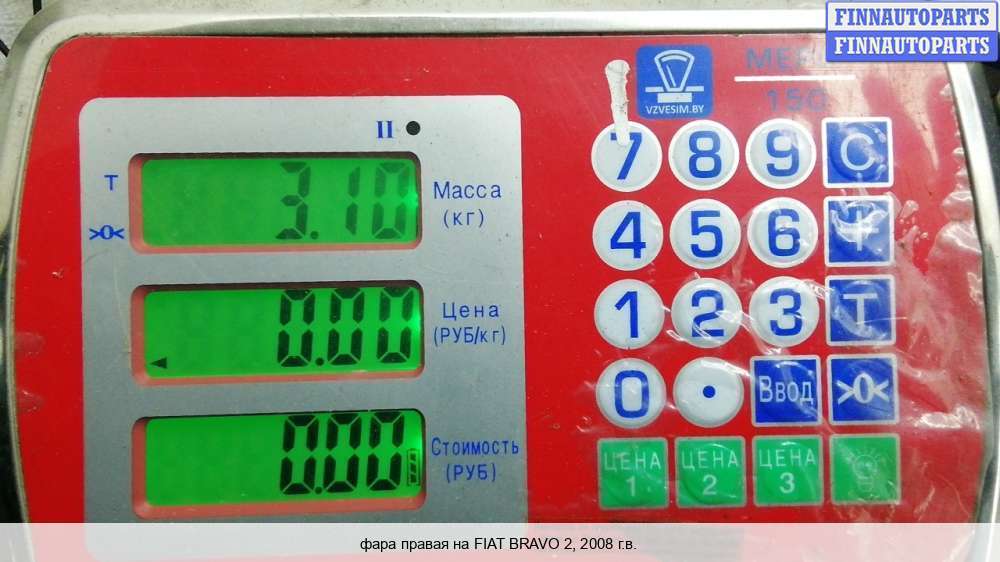 FINNAUTOPARTS
FINNAUTOPARTS
VZVESIM.BY
150
II
Т
>0<
3.10
Масса
(кг)
0.00
Цена
(РУБ/кг)
0.00
Стоимость
(РУБ)
7 8 9 C
4 5 6
1 2 3 T
0 . Ввод >0<
ЦЕНА 1 ЦЕНА 2 ЦЕНА 3
фара правая на FIAT BRAVO 2, 2008 г.в.